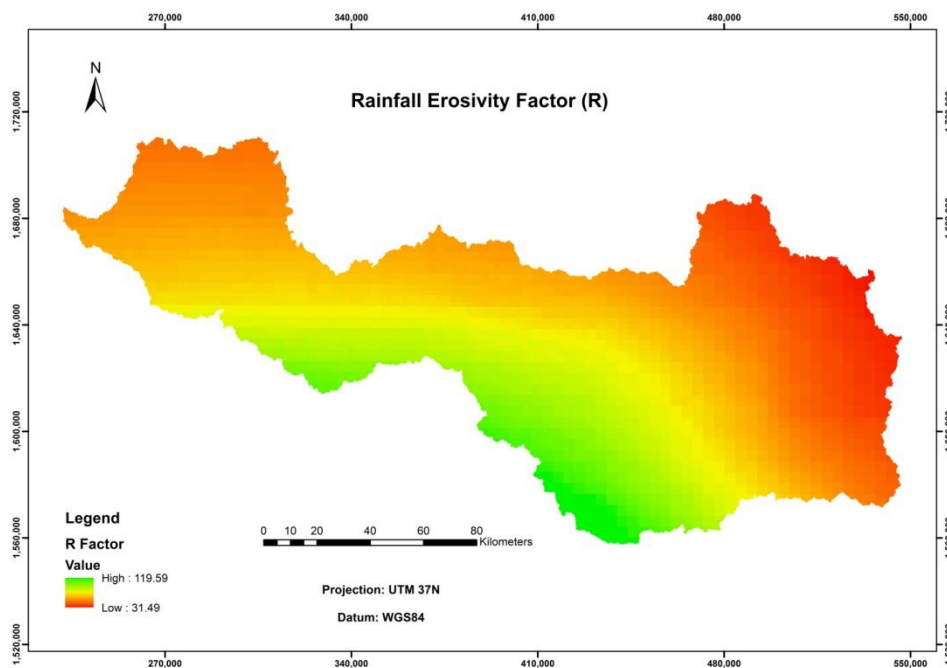 270,000 340,000 410,000 480,000 550,000
N
Rainfall Erosivity Factor (R)
1,720,000
1,680,000
1,640,000
1,600,000
1,560,000
1,520,000
Legend
R Factor
Value
High : 119.59
Low : 31.49
0 10 20 40 60 80
Kilometers
Projection: UTM 37N
Datum: WGS84
270,000 340,000 410,000 480,000 550,000